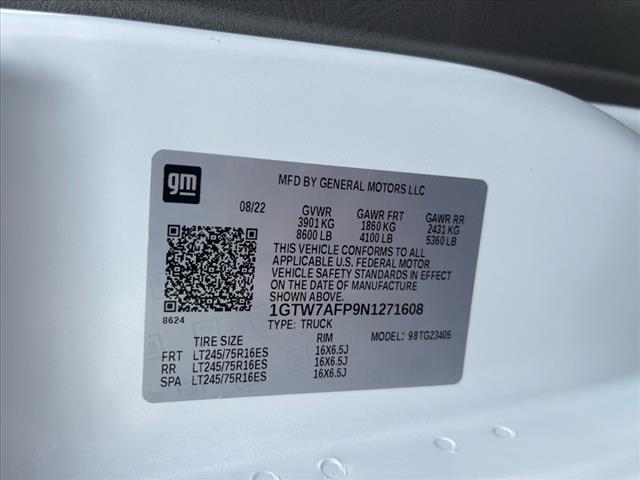 gm
MFD BY GENERAL MOTORS LLC
08/22 GVWR GAWR FRT GAWR RR
3901 KG 1860 KG 2431 KG
8600 LB 4100 LB 5360 LB
THIS VEHICLE CONFORMS TO ALL
APPLICABLE U.S. FEDERAL MOTOR
VEHICLE SAFETY STANDARDS IN EFFECT
ON THE DATE OF MANUFACTURE
SHOWN ABOVE.
1GTW7AFP9N1271608
8624
TYPE: TRUCK MODEL: 98TG23405
TIRE SIZE RIM
FRT LT245/75R16ES 16X6.5J
RR LT245/75R16ES 16X6.5J
SPA LT245/75R16ES 16X6.5J